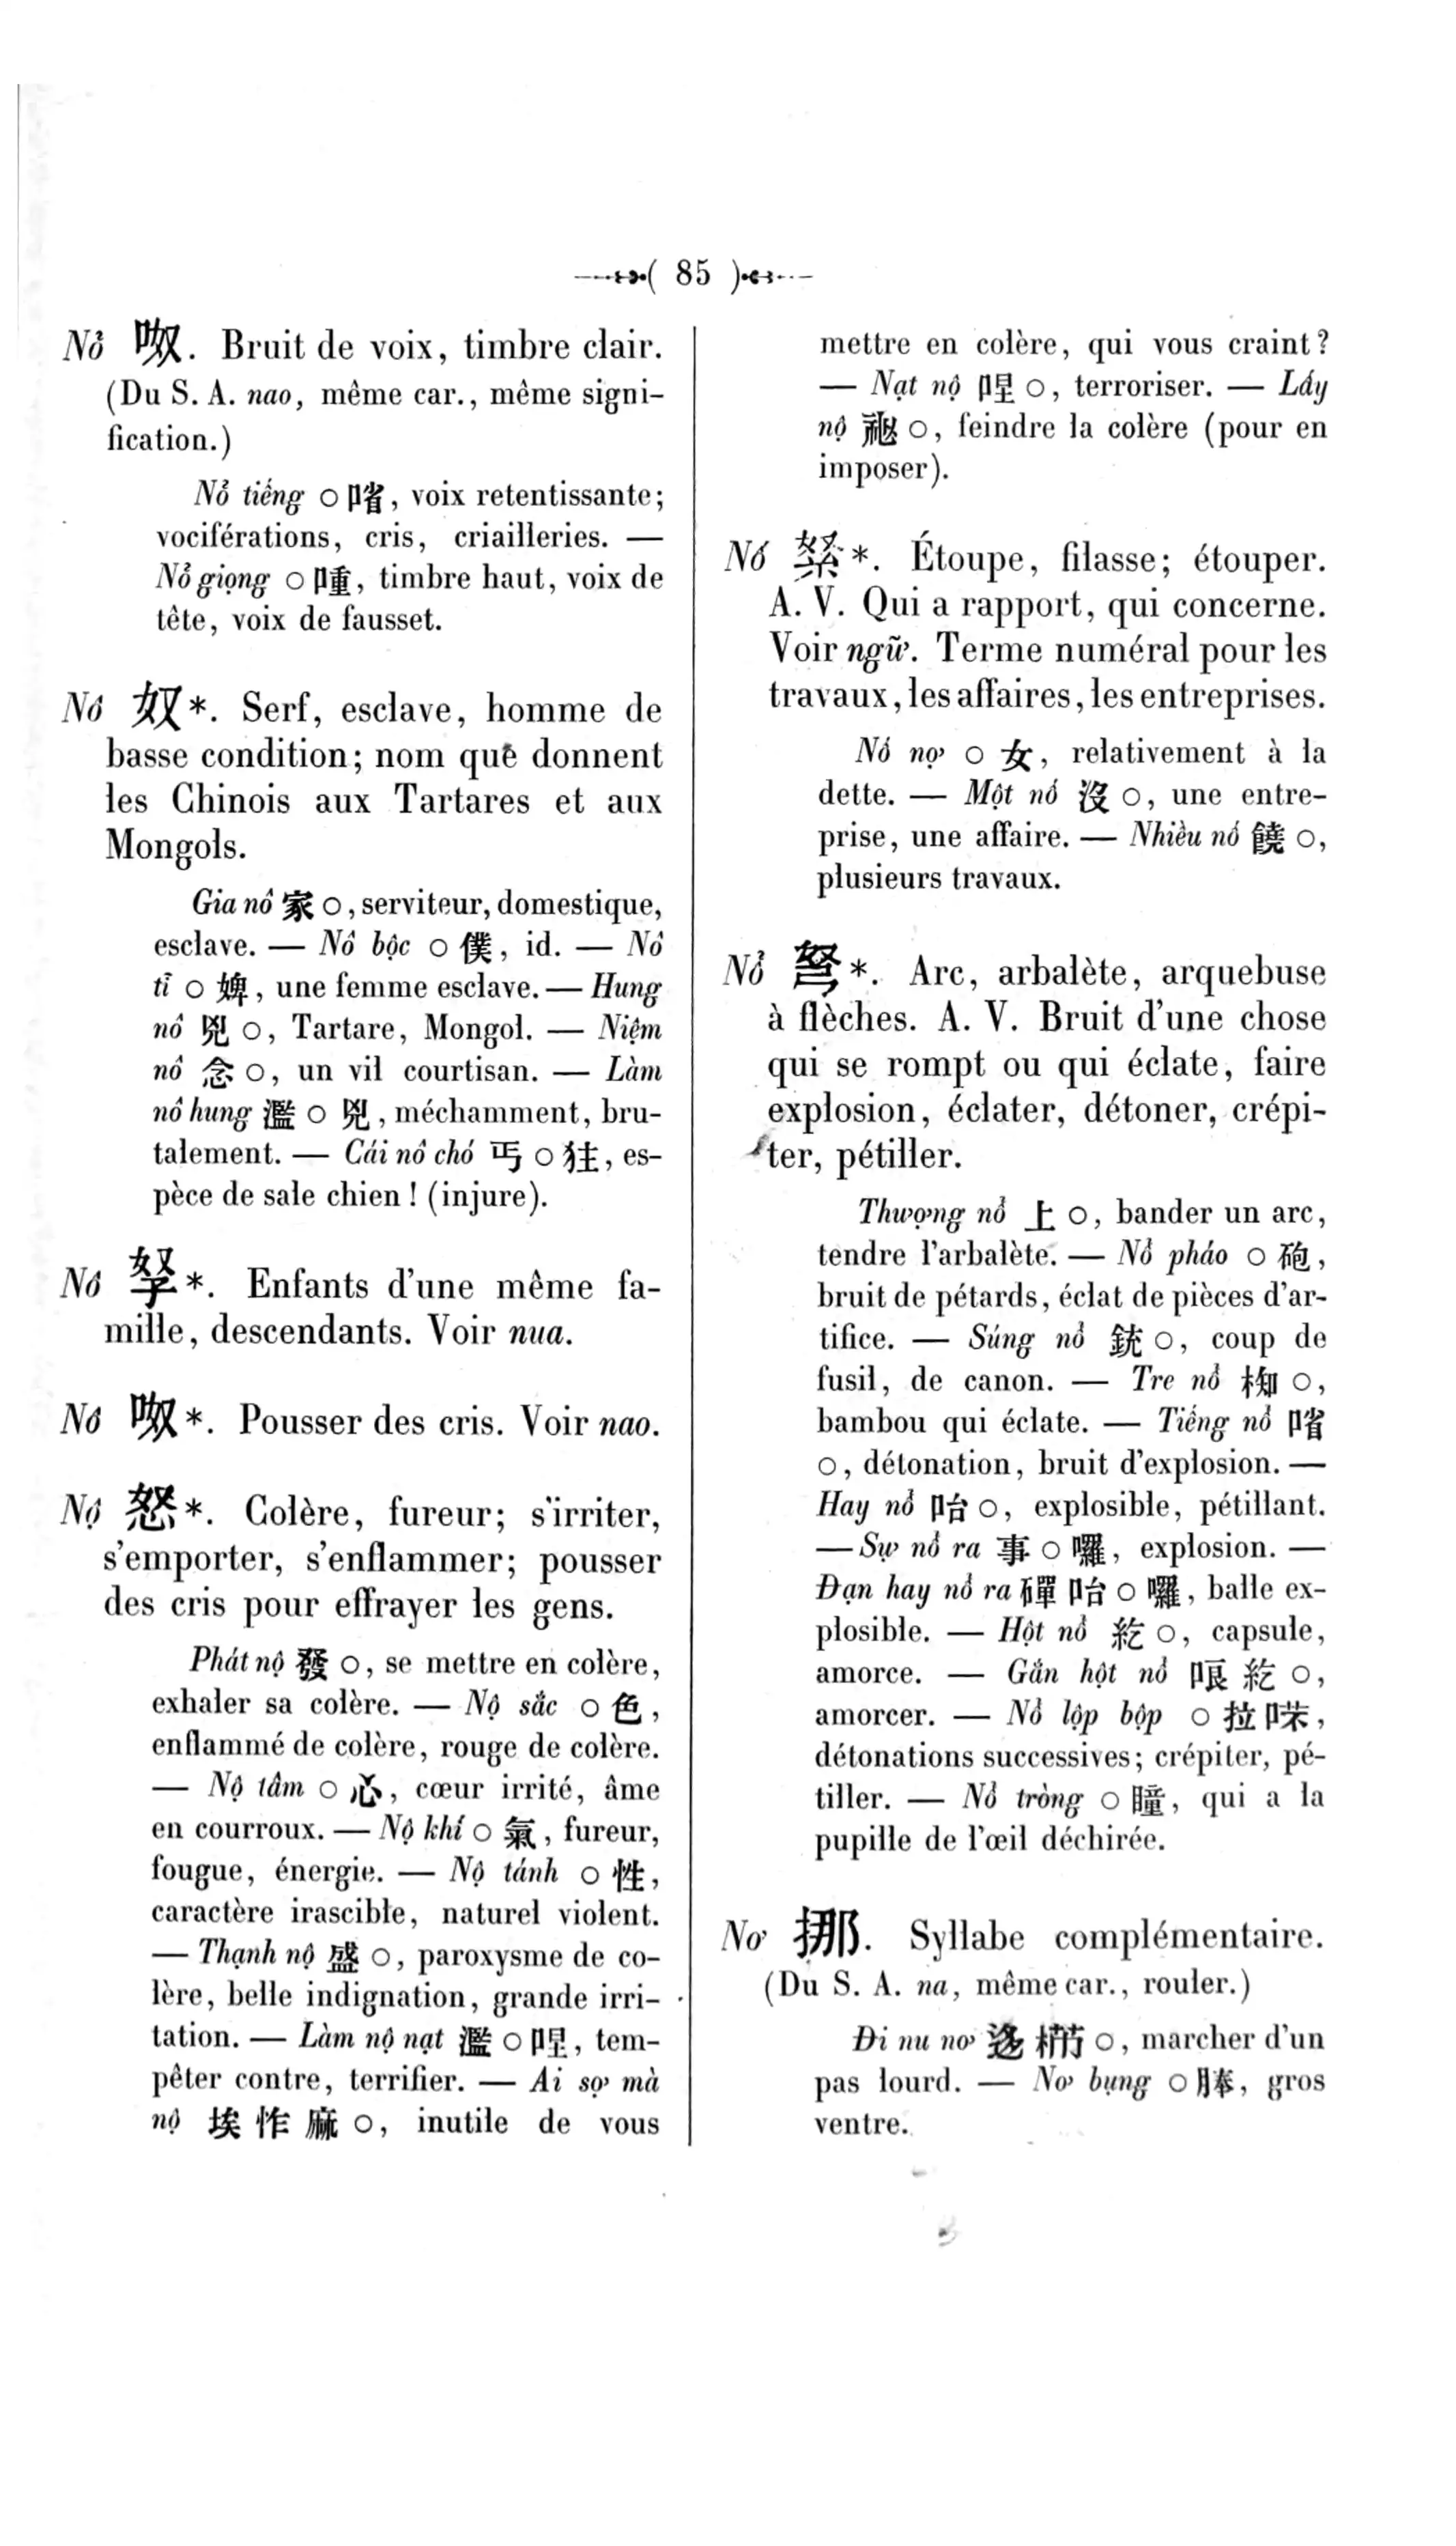 ( 85 )
Nỏ 呶. Bruit de voix, timbre clair.
(Du S. A. nao, même car., même signi-
fication.)
Nỏ tiếng ○ 㗂, voix retentissante;
vociférations, cris, criailleries. —
Nỏ giọng ○ 喠, timbre haut, voix de
tête, voix de fausset.
Nô 奴*. Serf, esclave, homme de
basse condition; nom que donnent
les Chinois aux Tartares et aux
Mongols.
Gia nô 家 ○, serviteur, domestique,
esclave. — Nô bộc ○ 僕, id. — Nô
tì ○ 婢, une femme esclave. — Hung
nô 兇 ○, Tartare, Mongol. — Niệm
nô 念 ○, un vil courtisan. — Làm
nô hung 濫 ○ 兇, méchamment, bru-
talement. — Cái nô chó 丐 ○ 㹥, es-
pèce de sale chien ! (injure).
Nô 孥*. Enfants d'une même fa-
mille, descendants. Voir nua.
Nô 呶*. Pousser des cris. Voir nao.
Nộ 怒*. Colère, fureur; s'irriter,
s'emporter, s'enflammer; pousser
des cris pour effrayer les gens.
Phát nộ 發 ○, se mettre en colère,
exhaler sa colère. — Nộ sắc ○ 色,
enflammé de colère, rouge de colère.
— Nộ tâm ○ 心, cœur irrité, âme
en courroux. — Nộ khí ○ 氣, fureur,
fougue, énergie. — Nộ tánh ○ 性,
caractère irascible, naturel violent.
— Thạnh nộ 盛 ○, paroxysme de co-
lère, belle indignation, grande irri-
tation. — Làm nộ nạt 濫 ○ 哩, tem-
pêter contre, terrifier. — Ai sợ mà
nộ 埃 怍 麻 ○, inutile de vous
mettre en colère, qui vous craint ?
— Nạt nộ ○, terroriser. — Lấy
nộ ○, feindre la colère (pour en
imposer).
Nố 絮*. Étoupe, filasse; étouper.
A. V. Qui a rapport, qui concerne.
Voir ngữ. Terme numéral pour les
travaux, les affaires, les entreprises.
Nố nợ ○ 女, relativement à la
dette. — Một nố 沒 ○, une entre-
prise, une affaire. — Nhiều nố 饒 ○,
plusieurs travaux.
Nổ 弩*. Arc, arbalète, arquebuse
à flèches. A. V. Bruit d'une chose
qui se rompt ou qui éclate, faire
explosion, éclater, détoner, crépi-
ter, pétiller.
Thượng nổ 上 ○, bander un arc,
tendre l'arbalète. — Nổ pháo ○ 砲,
bruit de pétards, éclat de pièces d'ar-
tifice. — Súng nổ 銃 ○, coup de
fusil, de canon. — Tre nổ 椥 ○,
bambou qui éclate. — Tiếng nổ 㗂
○, détonation, bruit d'explosion. —
Hay nổ 咍 ○, explosible, pétillant.
— Sự nổ ra 事 ○ 囉, explosion. —
Đạn hay nổ ra 磾 咍 ○ 囉, balle ex-
plosible. — Hột nổ 紇 ○, capsule,
amorce. — Gắn hột nổ 哏 紇 ○,
amorcer. — Nổ lộp bộp ○ 拉, 
détonations successives; crépiter, pé-
tiller. — Nổ tròng ○ 瞳, qui a la
pupille de l'œil déchirée.
Nơ 挪. Syllabe complémentaire.
(Du S. A. na, même car., rouler.)
Đi nu nơ ○, marcher d'un
pas lourd. — Nơ bụng ○, gros
ventre.